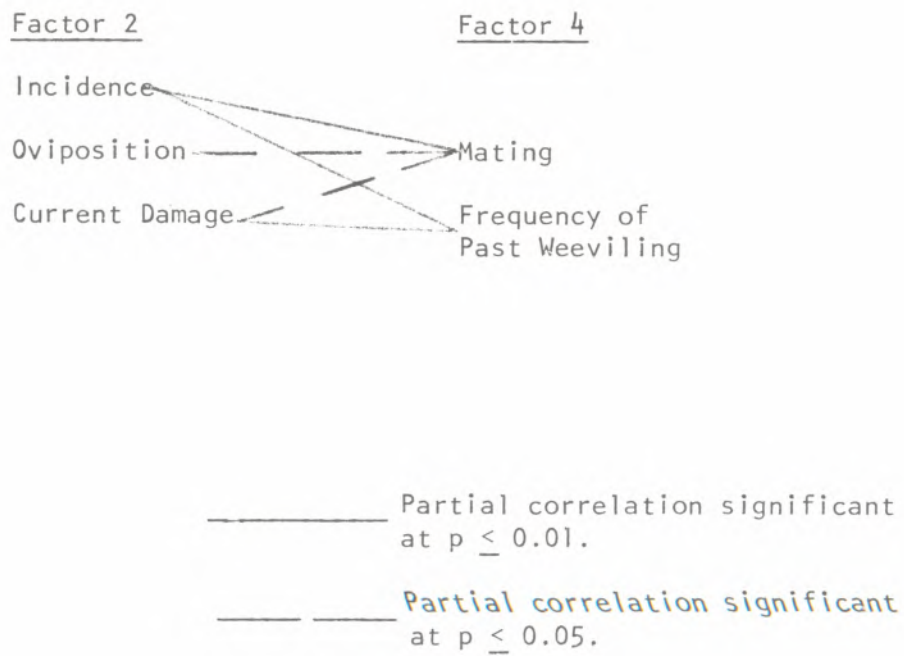 Factor 2 Factor 4
Incidence
Oviposition Mating
Current Damage Frequency of
Past Weeviling
Partial correlation significant
at p ≤ 0.01.
Partial correlation significant
at p ≤ 0.05.